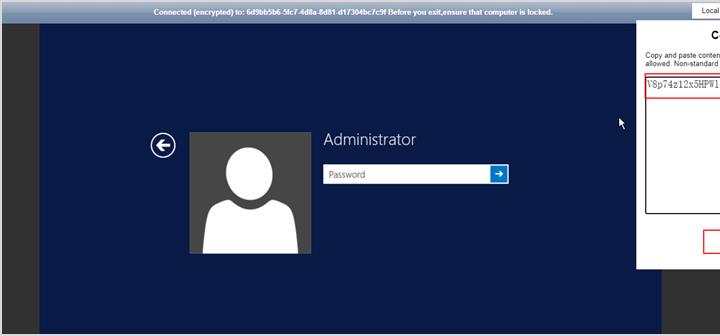 Connected (encrypted) to: 6d9bb5b6-5fc7-4d8a-8d81-d17304bc7c9f Before you exit,ensure that computer is locked.
Local
Copy and paste conten
allowed. Non-standard
V8p74z12x5HPWl
Administrator
Password